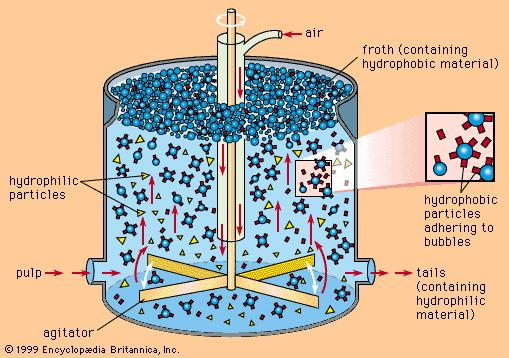 air
froth (containing
hydrophobic material)
hydrophilic
particles
hydrophobic
particles
adhering to
bubbles
pulp
tails
(containing
hydrophilic
material)
agitator
© 1999 Encyclopædia Britannica, Inc.